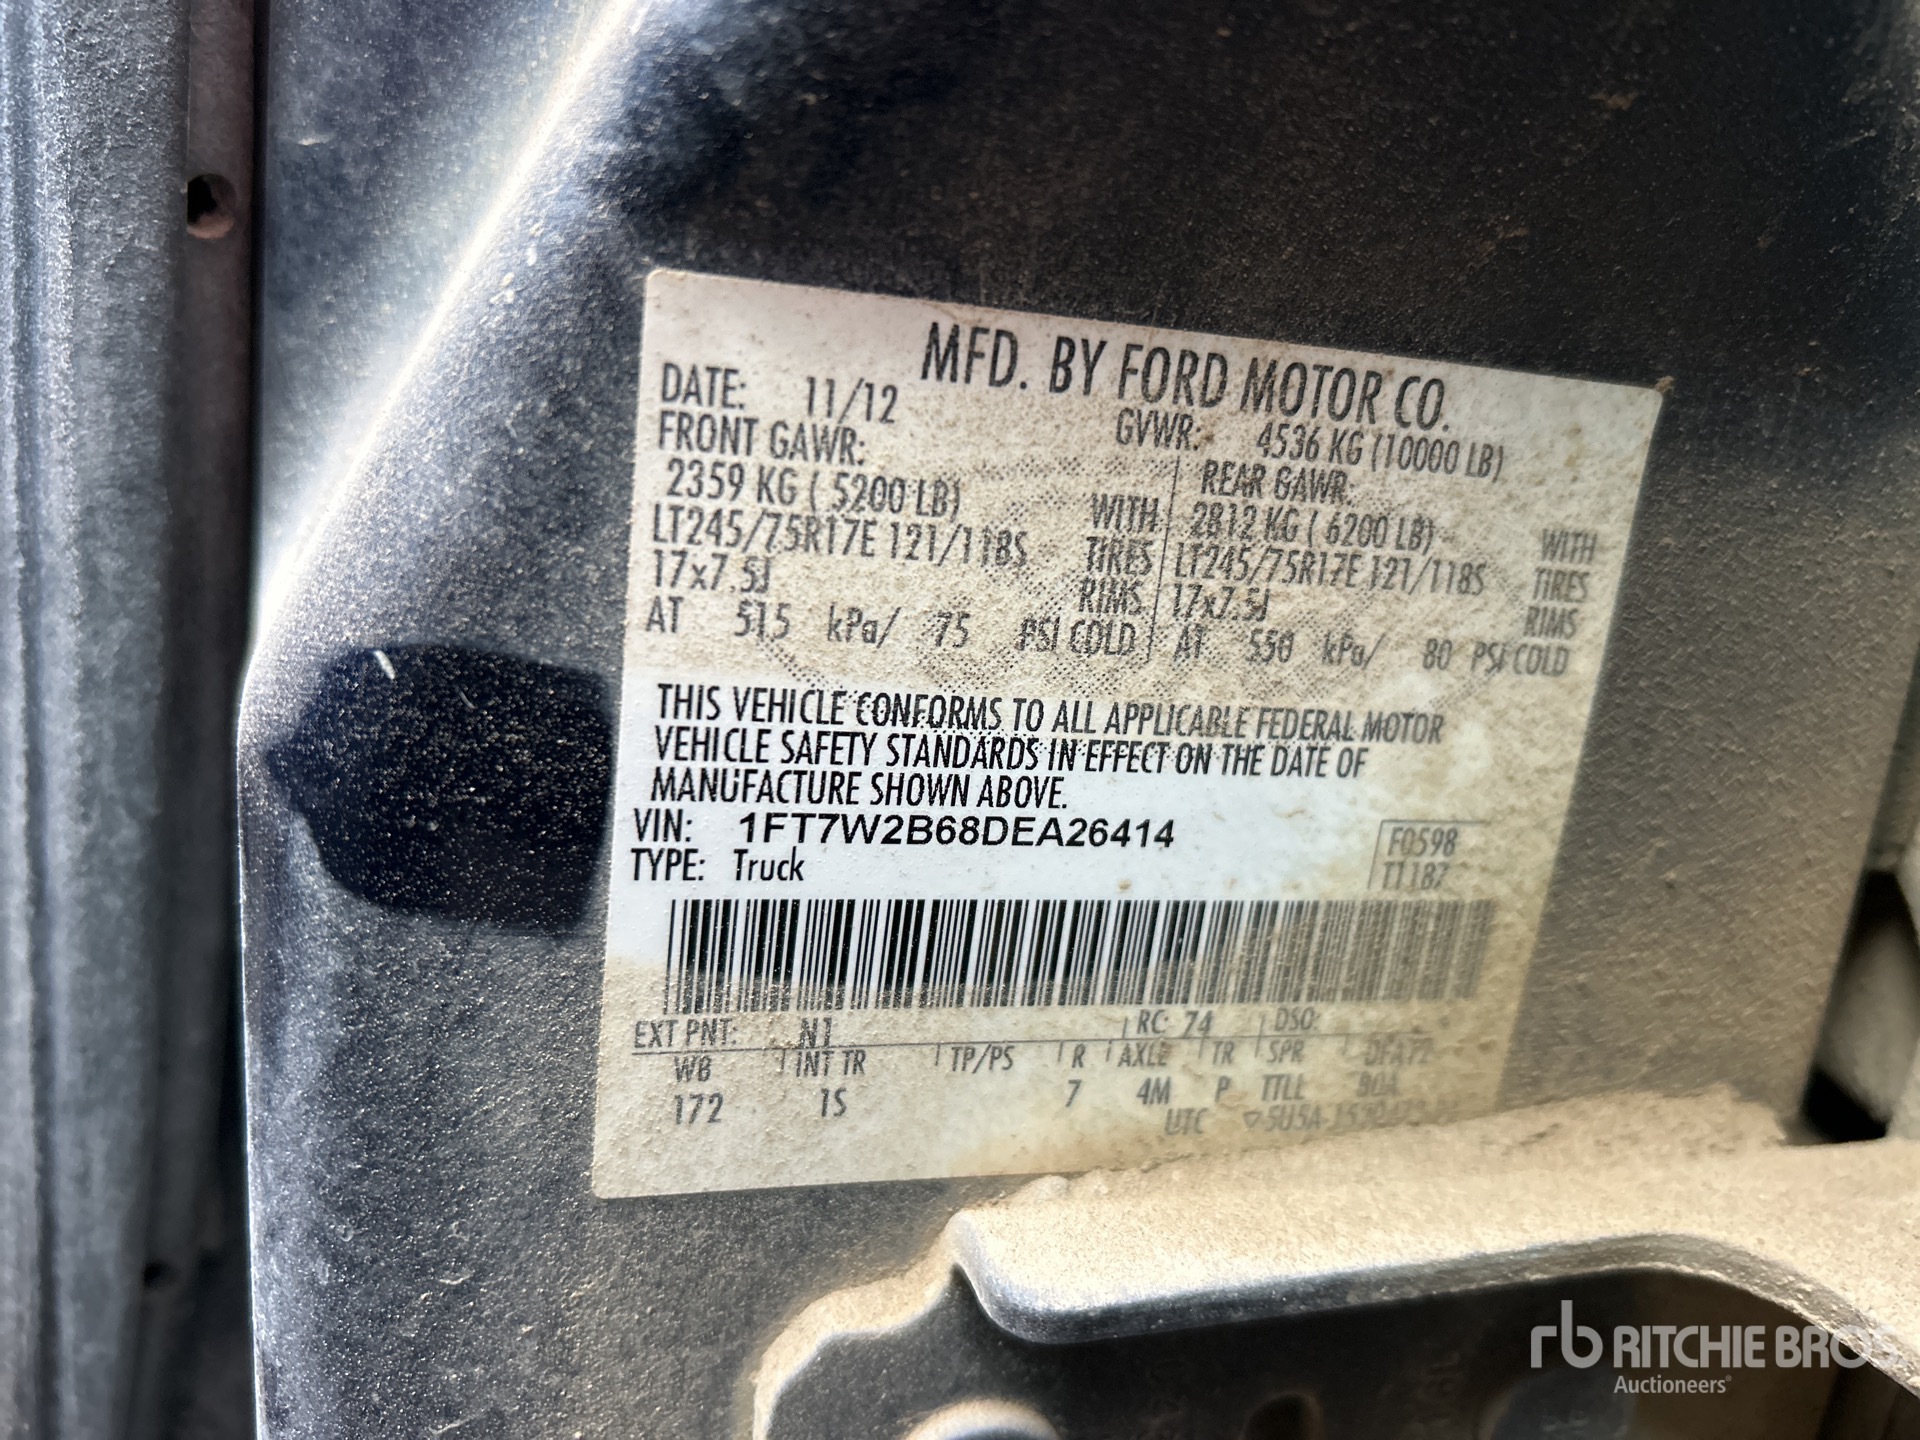 MFD. BY FORD MOTOR CO.
DATE: 11/12 GVWR: 4536 KG (10000 LB)
FRONT GAWR: REAR GAWR:
2359 KG ( 5200 LB) WITH 2812 KG ( 6200 LB) WITH
LT245/75R17E 121/118S TIRES LT245/75R17E 121/118S TIRES
17x7.5J RIMS 17x7.5J RIMS
AT 515 kPa/ 75 PSI COLD AT 550 kPa/ 80 PSI COLD
THIS VEHICLE CONFORMS TO ALL APPLICABLE FEDERAL MOTOR
VEHICLE SAFETY STANDARDS IN EFFECT ON THE DATE OF
MANUFACTURE SHOWN ABOVE.
VIN: 1FT7W2B68DEA26414 F0598
TYPE: Truck T1187
EXT PNT: N1 RC: 74 DSO:
WB INT TR TP/PS R AXLE TR SPR
172 1S 7 4M P TTLL
UTC
rb RITCHIE BROS.
Auctioneers